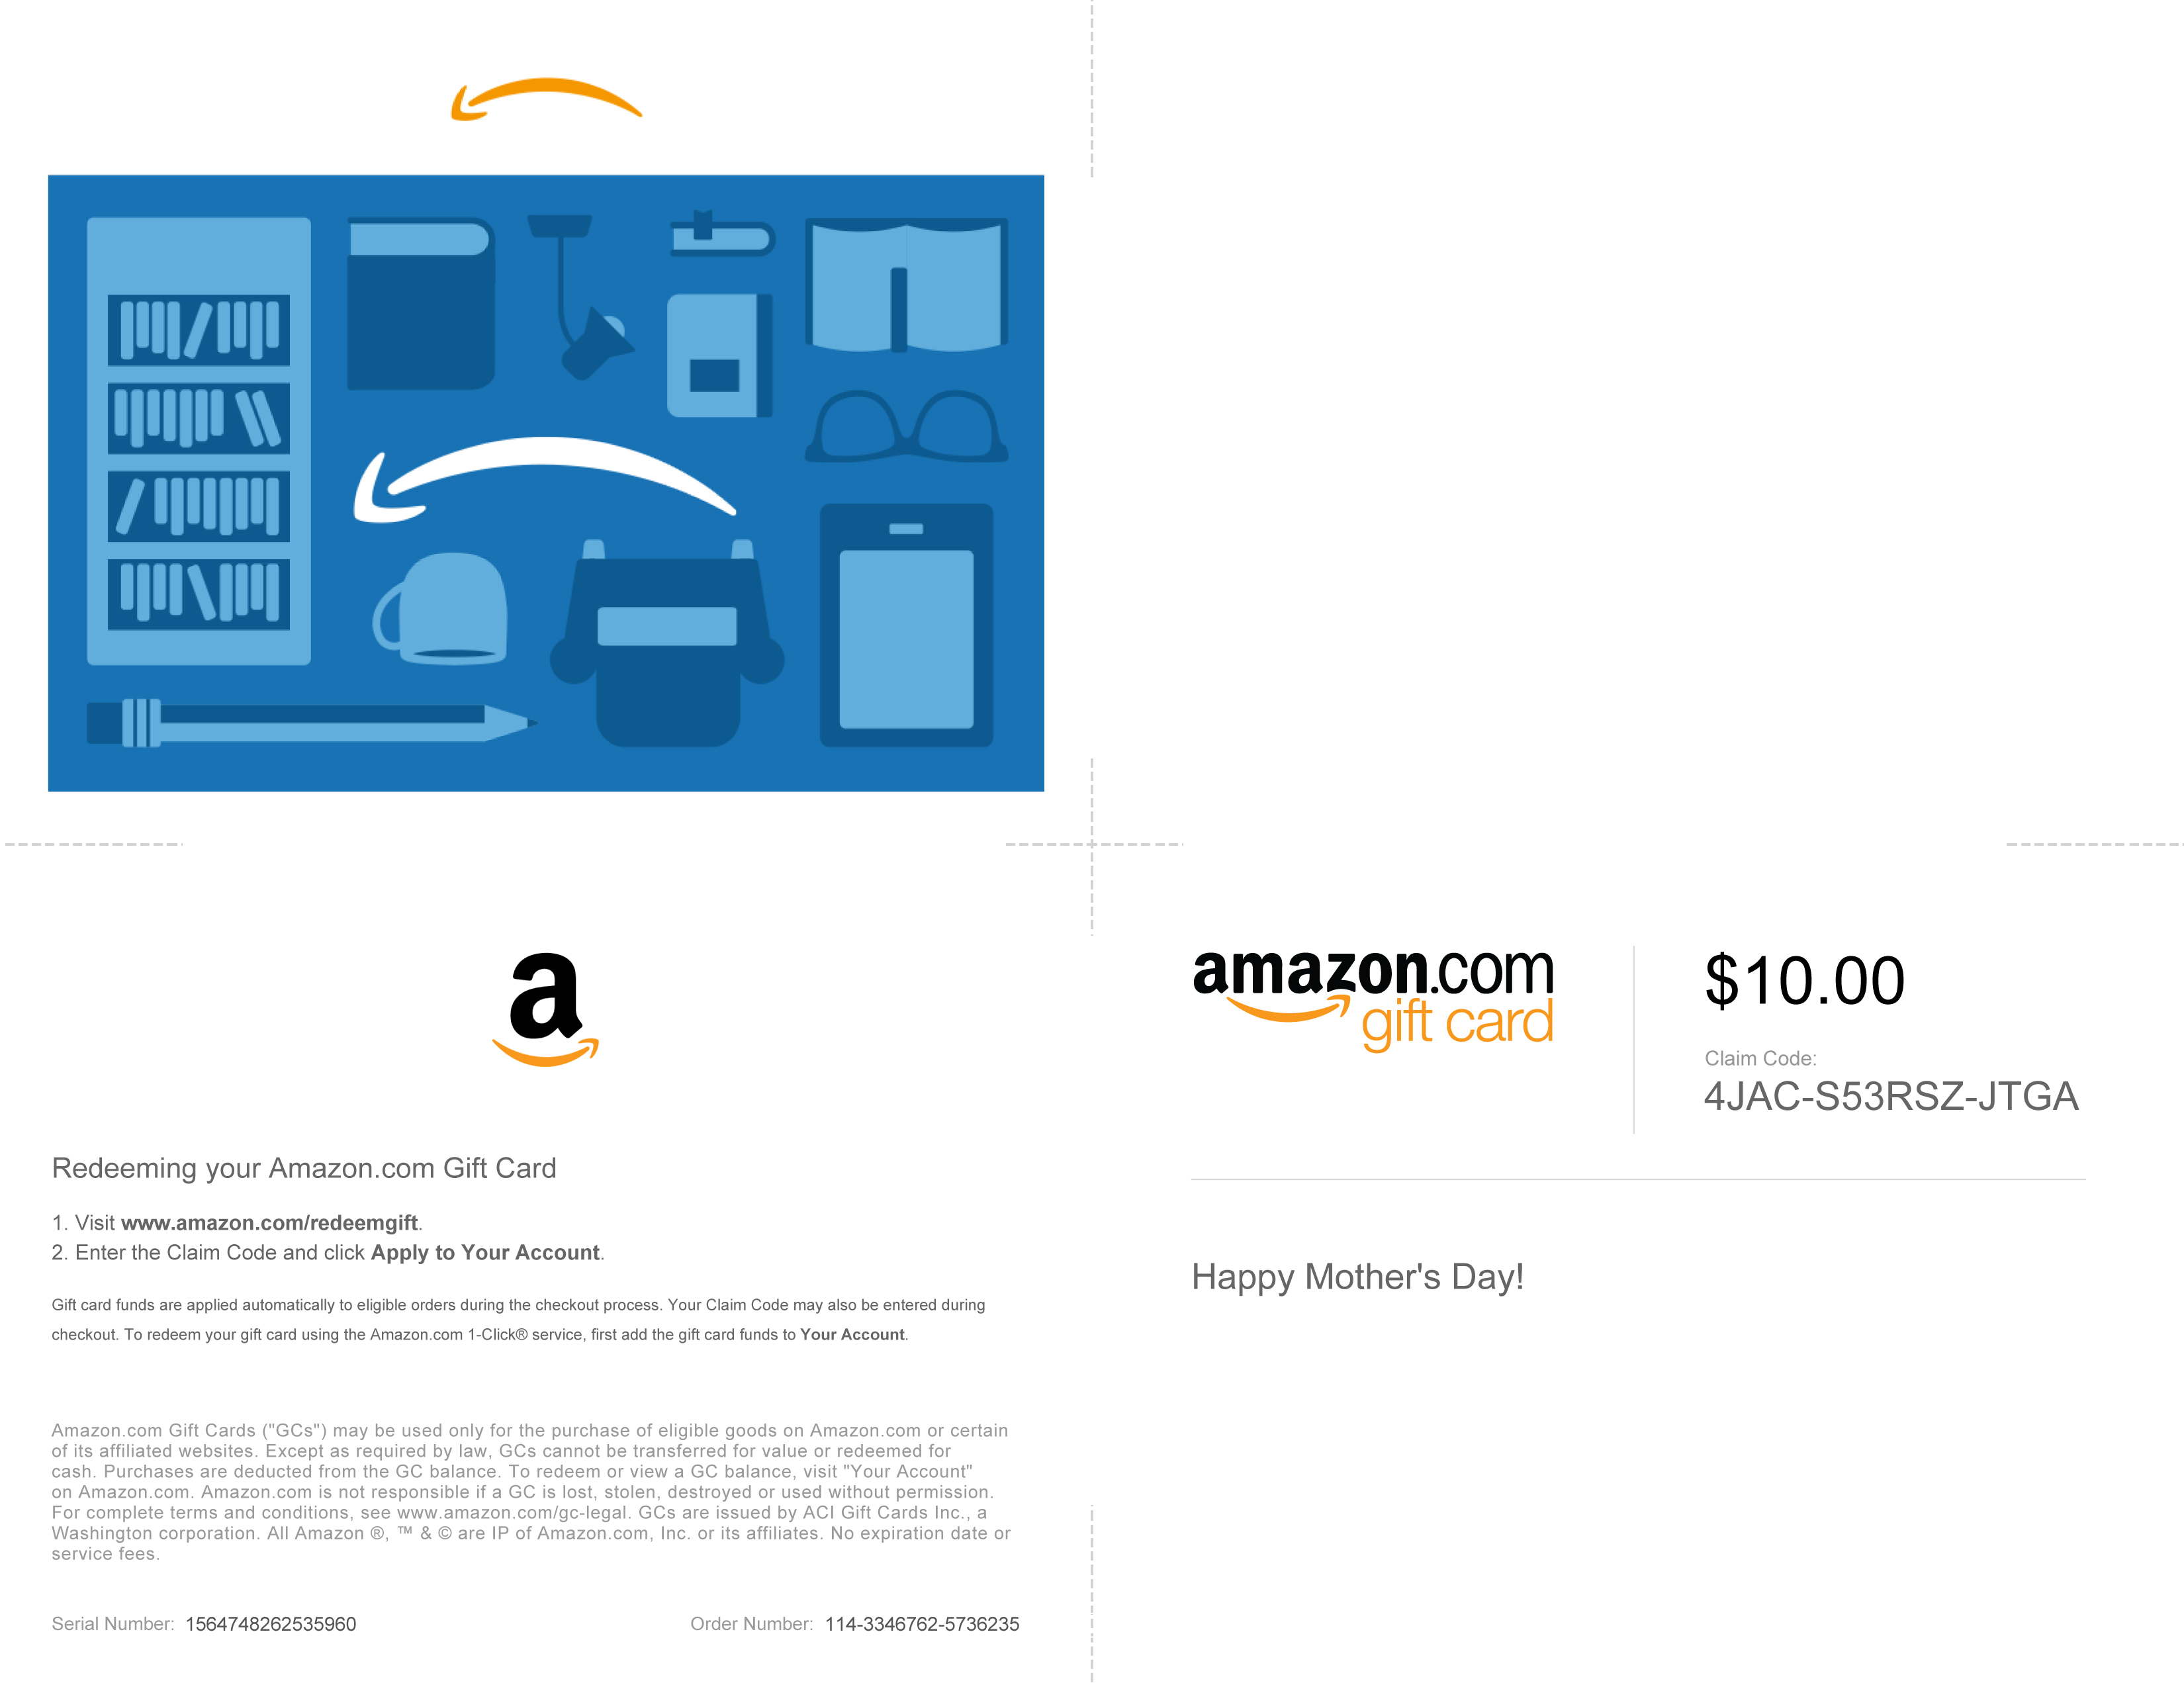 amazon.com
gift card
$10.00
Claim Code:
4JAC-S53RSZ-JTGA
Happy Mother's Day!
a
Redeeming your Amazon.com Gift Card
1. Visit www.amazon.com/redeemgift.
2. Enter the Claim Code and click Apply to Your Account.
Gift card funds are applied automatically to eligible orders during the checkout process. Your Claim Code may also be entered during
checkout. To redeem your gift card using the Amazon.com 1-Click® service, first add the gift card funds to Your Account.
Amazon.com Gift Cards ("GCs") may be used only for the purchase of eligible goods on Amazon.com or certain
of its affiliated websites. Except as required by law, GCs cannot be transferred for value or redeemed for
cash. Purchases are deducted from the GC balance. To redeem or view a GC balance, visit "Your Account"
on Amazon.com. Amazon.com is not responsible if a GC is lost, stolen, destroyed or used without permission.
For complete terms and conditions, see www.amazon.com/gc-legal. GCs are issued by ACI Gift Cards Inc., a
Washington corporation. All Amazon ®, ™ & © are IP of Amazon.com, Inc. or its affiliates. No expiration date or
service fees.
Serial Number: 1564748262535960
Order Number: 114-3346762-5736235